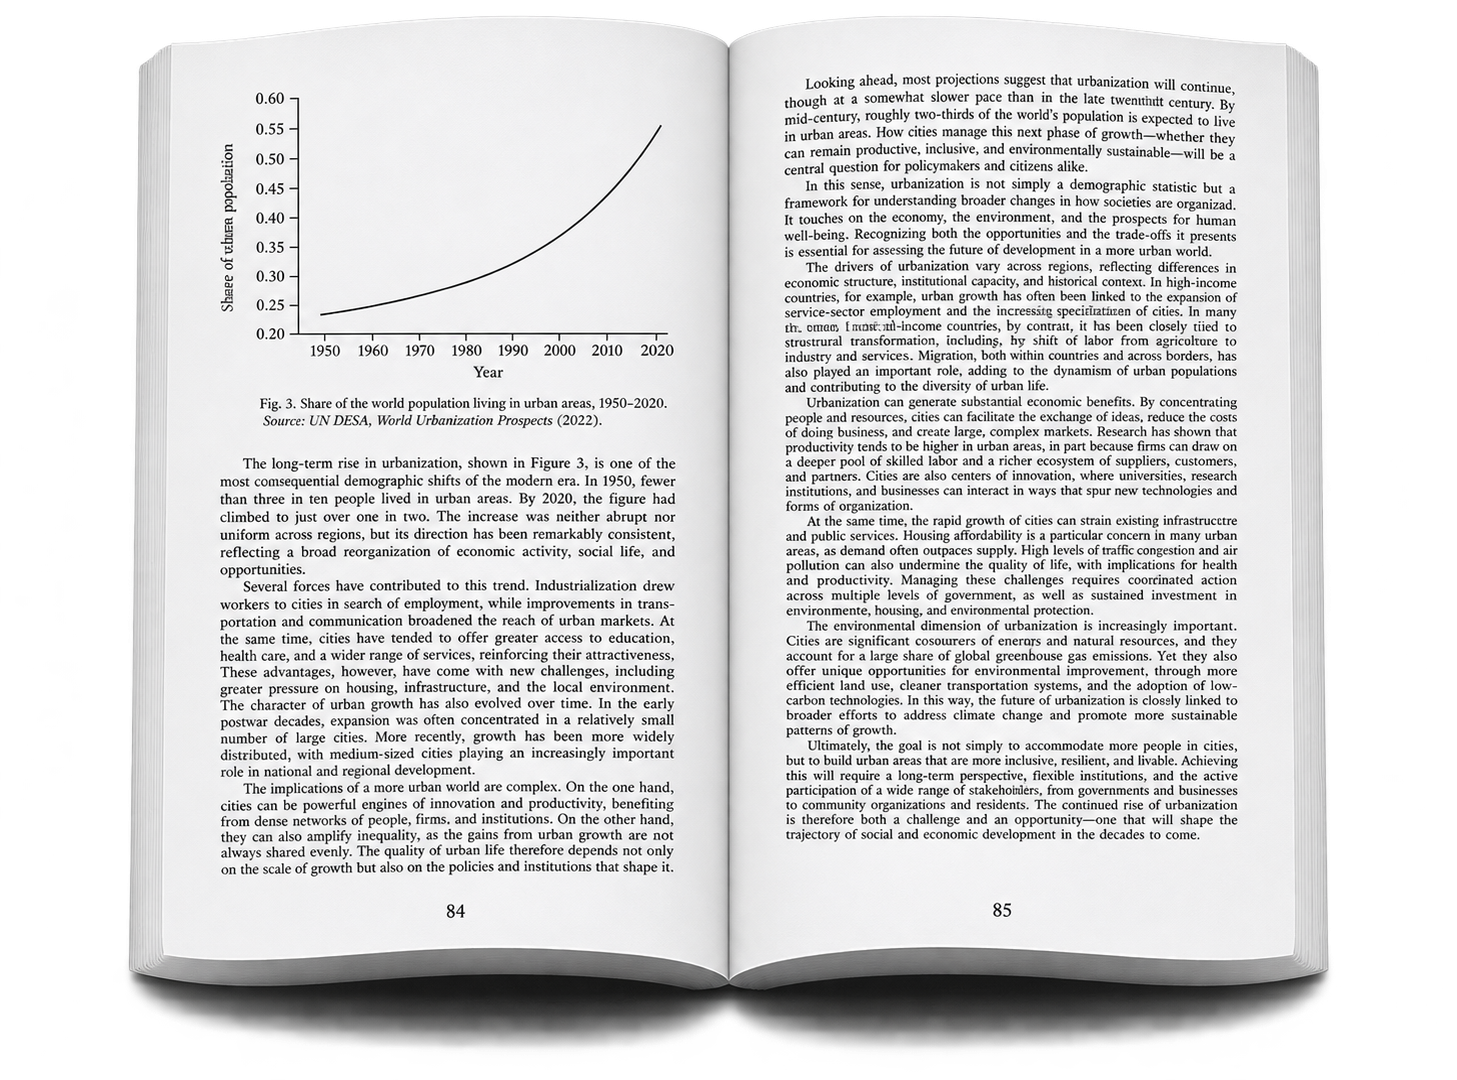 0.60
0.55
0.50
0.45
0.40
0.35
0.30
0.25
0.20
of population
1950 1960 1970 1980 1990 2000 2010 2020
Year
Fig. 3. Share of the world population living in urban areas, 1950–2020.
Source: UN DESA, World Urbanization Prospects (2022).
The long-term rise in urbanization, shown in Figure 3, is one of the
most comsequential demographic shifts of the modern era. In 1950, fewer
than three in ten people lived in urban areas. By 2020, the figure had
climbed to just over one in two. The increase was neither abrupt nor
uniform across regions, but its direction has been remarkably consistent,
reflecting a broad reorganization of economic activity, social life, and
opportunities.
Several forces have contributed to this trend. Industrialization drew
workers to cities in search of employment, while improvements in trans-
portation and communication broadened the reach of urban markets. At
the same time, cities have tended to offer greater access to education,
health care, and a wider range of services, reinforcing their attractiveness.
These advantages, however, have come with new challenges, including
greater pressure on housing, infrastructure, and the local environment.
The character of urban growth has also evolved over time. In the early
postwar decades, expansion was often concentrated in a relatively small
number of large cities. More recently, growth has been more widely
distributed, with medium-sized cities playing an increasingly important
role in national and regional development.
The implications of a more urban world are complex. On the one hand,
cities can be powerful engines of innovation and productivity, benefiting
from dense networks of people, firms, and institutions. On the other hand,
they can also amplify inequality, as the gains from urban growth are not
always shared evenly. The quality of urban life therefore depends not only
on the scale of growth but also on the policies and institutions that shape it.
84
Looking ahead, most projections suggest that urbanization will continue,
though at a somewhat slower pace than in the late century. By
mid-century, roughly two-thirds of the world's population is expected to live
in urban areas. How cities manage this next phase of growth—whether they
can remain productive, inclusive, and environmentally sustainable—will be a
central question for policymakers and citizens alike.
In this sense, urbanization is not simply a demographic statistic but a
framework for understanding broader changes in how societies are organizad.
It touches on the economy, the environment, and the prospects for human
well-being. Recognizing both the opportunities and the trade-offs it presents
is essential for assessing the future of development in a more urban world.
The drivers of urbanization vary across regions, reflecting differences in
economic structure, institutional capacity, and historical context. In high-income
countries, for example, urban growth has often been linked to the expansion of
service-sector employment and the of cities. In many
countries, by contrast, it has been closely to
strustrural transformation, including, hy shift of labor from agriculture to
industry and services. Migration, both within countries and across borders, has
also played an important role, adding to the dynamism of urban populations
and contributing to the diversity of urban life.
Urbanization can generate substantial economic benefits. By concentrating
people and resources, cities can facilitate the exchange of ideas, reduce the costs
of doing business, and create large, complex markets. Research has shown that
productivity tends to be higher in urban areas, in part because firms can draw on
a deeper pool of skilled labor and a richer ecosystem of suppliers, customers,
and partners. Cities are also centers of innovation, where universities, research
institutions, and businesses can interact in ways that spur new technologies and
forms of organization.
At the same time, the rapid growth of cities can strain existing infrastructre
and public services. Housing affordability is a particular concern in many urban
areas, as demand often outpaces supply. High levels of traffic congestion and air
pollution can also undermine the quality of life, with implications for health
and productivity. Managing these challenges requires coordinated action
across multiple levels of government, as well as sustained investment in
environmente, housing, and environmental protection.
The environmental dimension of urbanization is increasingly important.
Cities are significant cosourers of and natural resources, and they
account for a large share of global greenhouse gas emissions. Yet they also
offer unique opportunities for environmental improvement, through more
efficient land use, cleaner transportation systems, and the adoption of low-
carbon technologies. In this way, the future of urbanization is closely linked to
broader efforts to address climate change and promote more sustainable
patterns of growth.
Ultimately, the goal is not simply to accommodate more people in cities,
but to build urban areas that are more inclusive, resilient, and livable. Achieving
this will require a long-term perspective, flexible institutions, and the active
participation of a wide range of from governments and businesses
to community organizations and residents. The continued rise of urbanization
is therefore both a challenge and an opportunity—one that will shape the
trajectory of social and economic development in the decades to come.
85